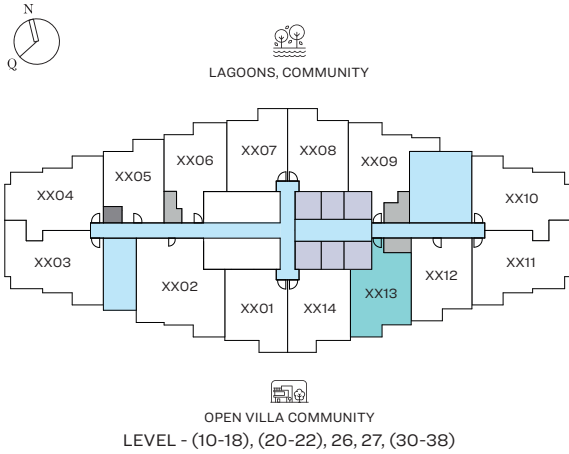 N
Q
LAGOONS, COMMUNITY
XX07 XX08
XX06 XX09
XX05
XX04 XX10
XX03 XX11
XX02 XX12
XX13
XX01 XX14
OPEN VILLA COMMUNITY
LEVEL - (10-18), (20-22), 26, 27, (30-38)